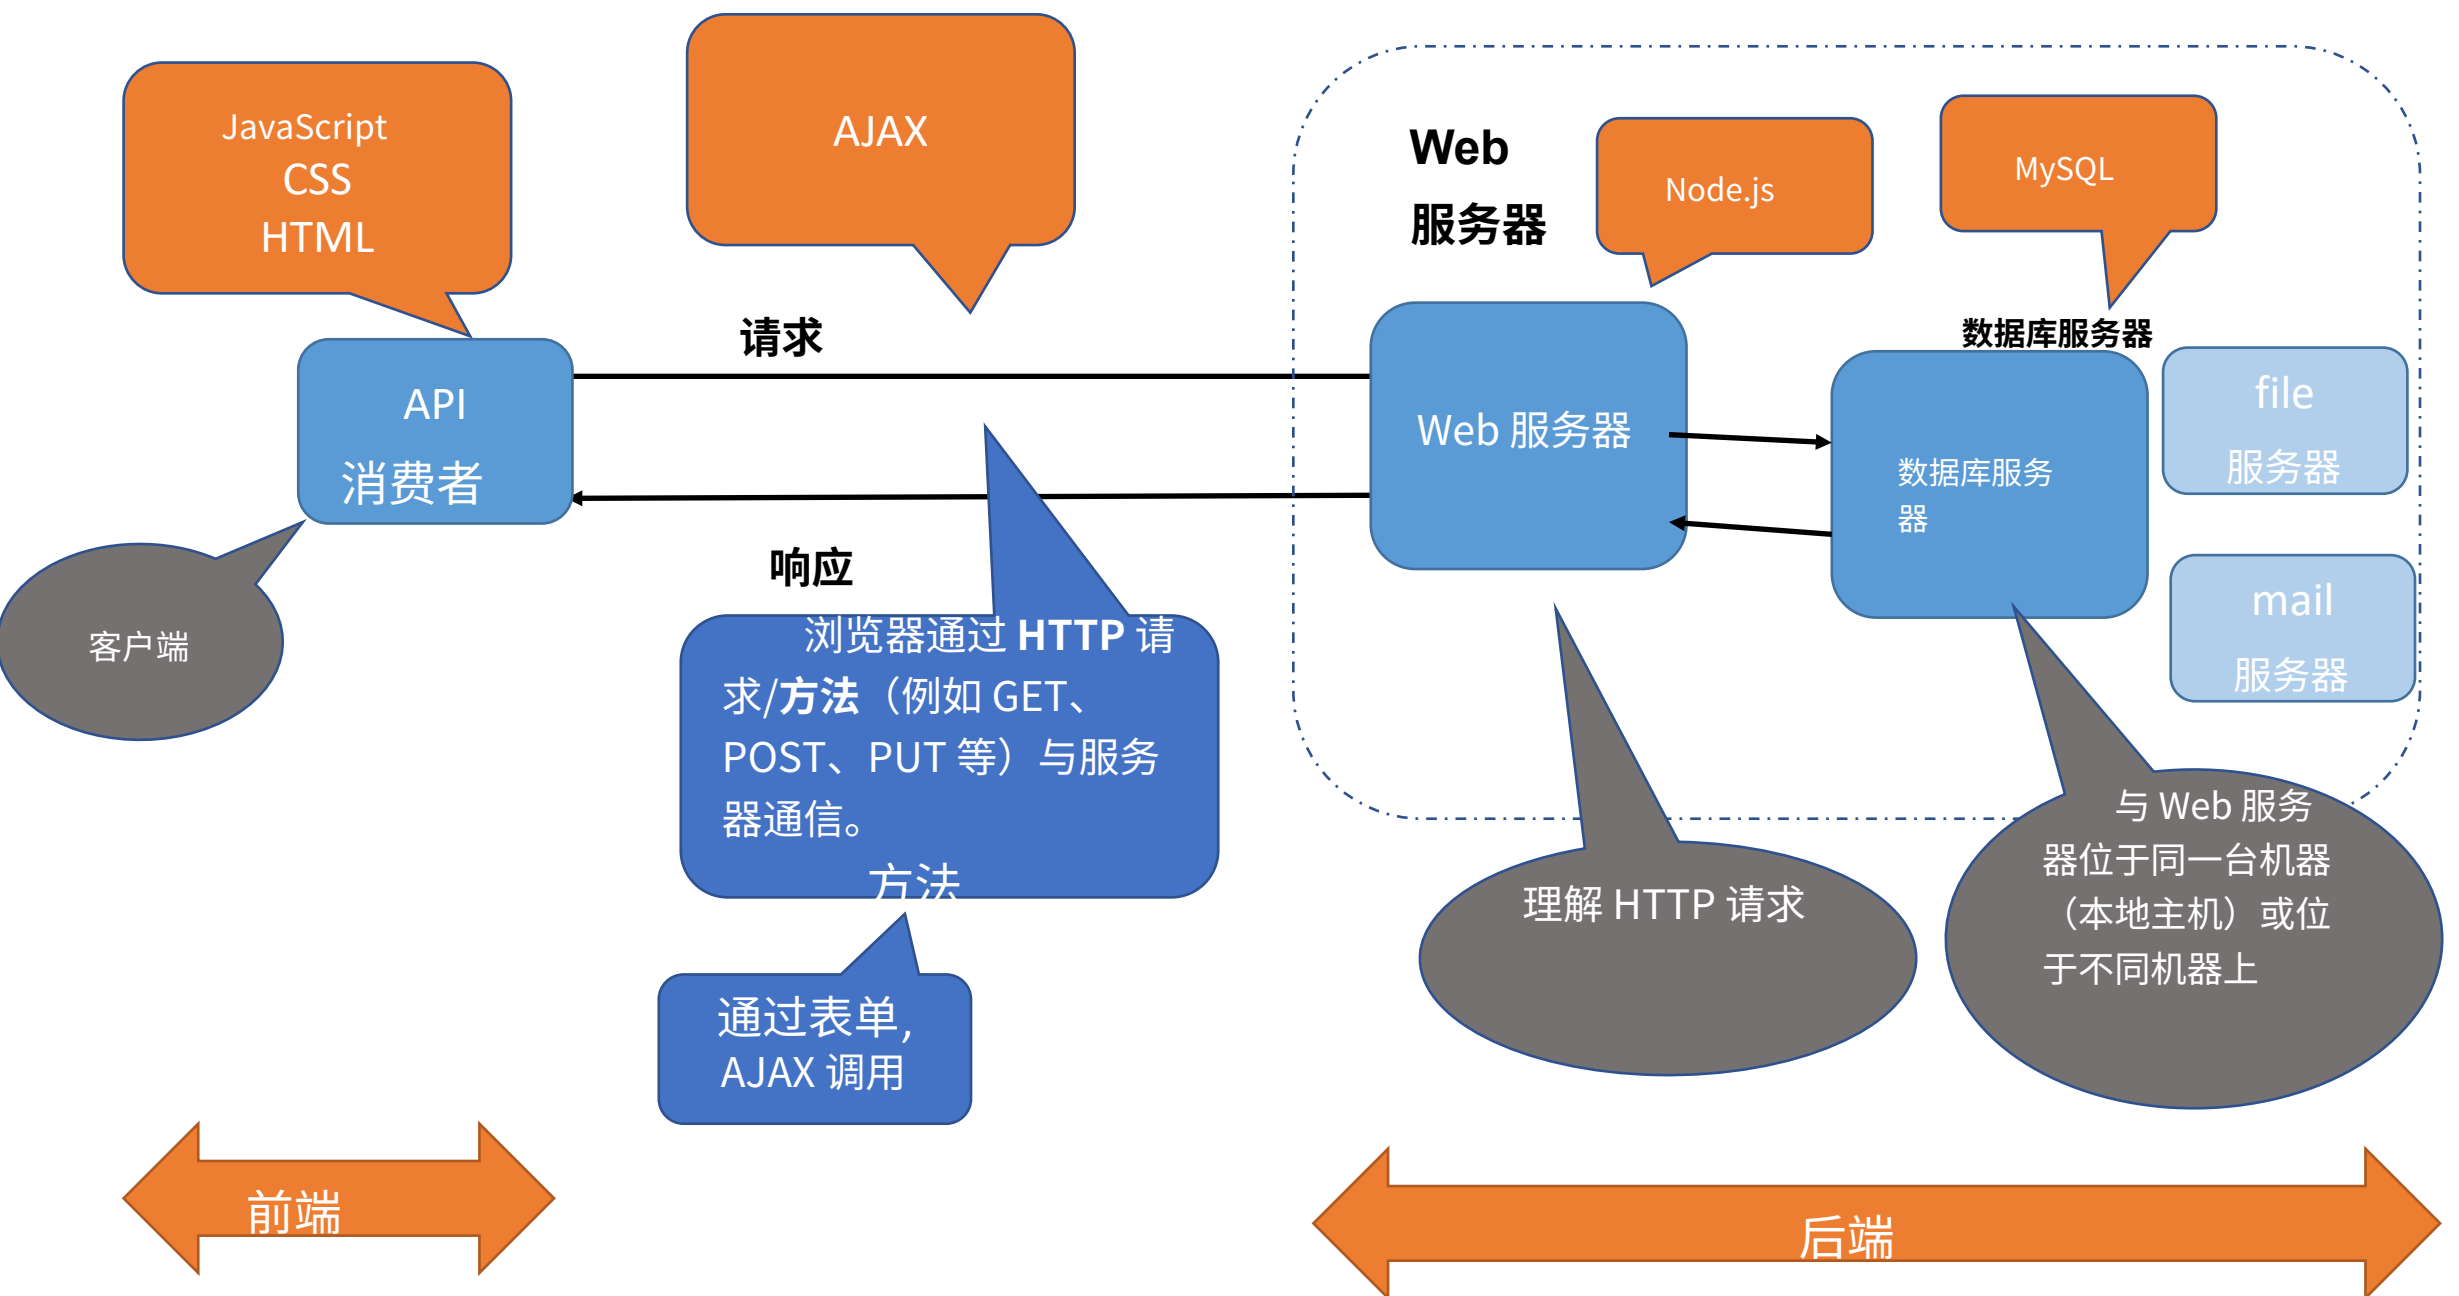 JavaScript
CSS
HTML
AJAX
Web
服务器
Node.js
MySQL
请求
数据库服务器
API
消费者
Web 服务器
数据库服务
器
file
服务器
响应
客户端
浏览器通过 HTTP 请
求/方法（例如 GET、
POST、PUT 等）与服务
器通信。
方法
mail
服务器
通过表单,
AJAX 调用
理解 HTTP 请求
与 Web 服务
器位于同一台机器
（本地主机）或位
于不同机器上
前端
后端